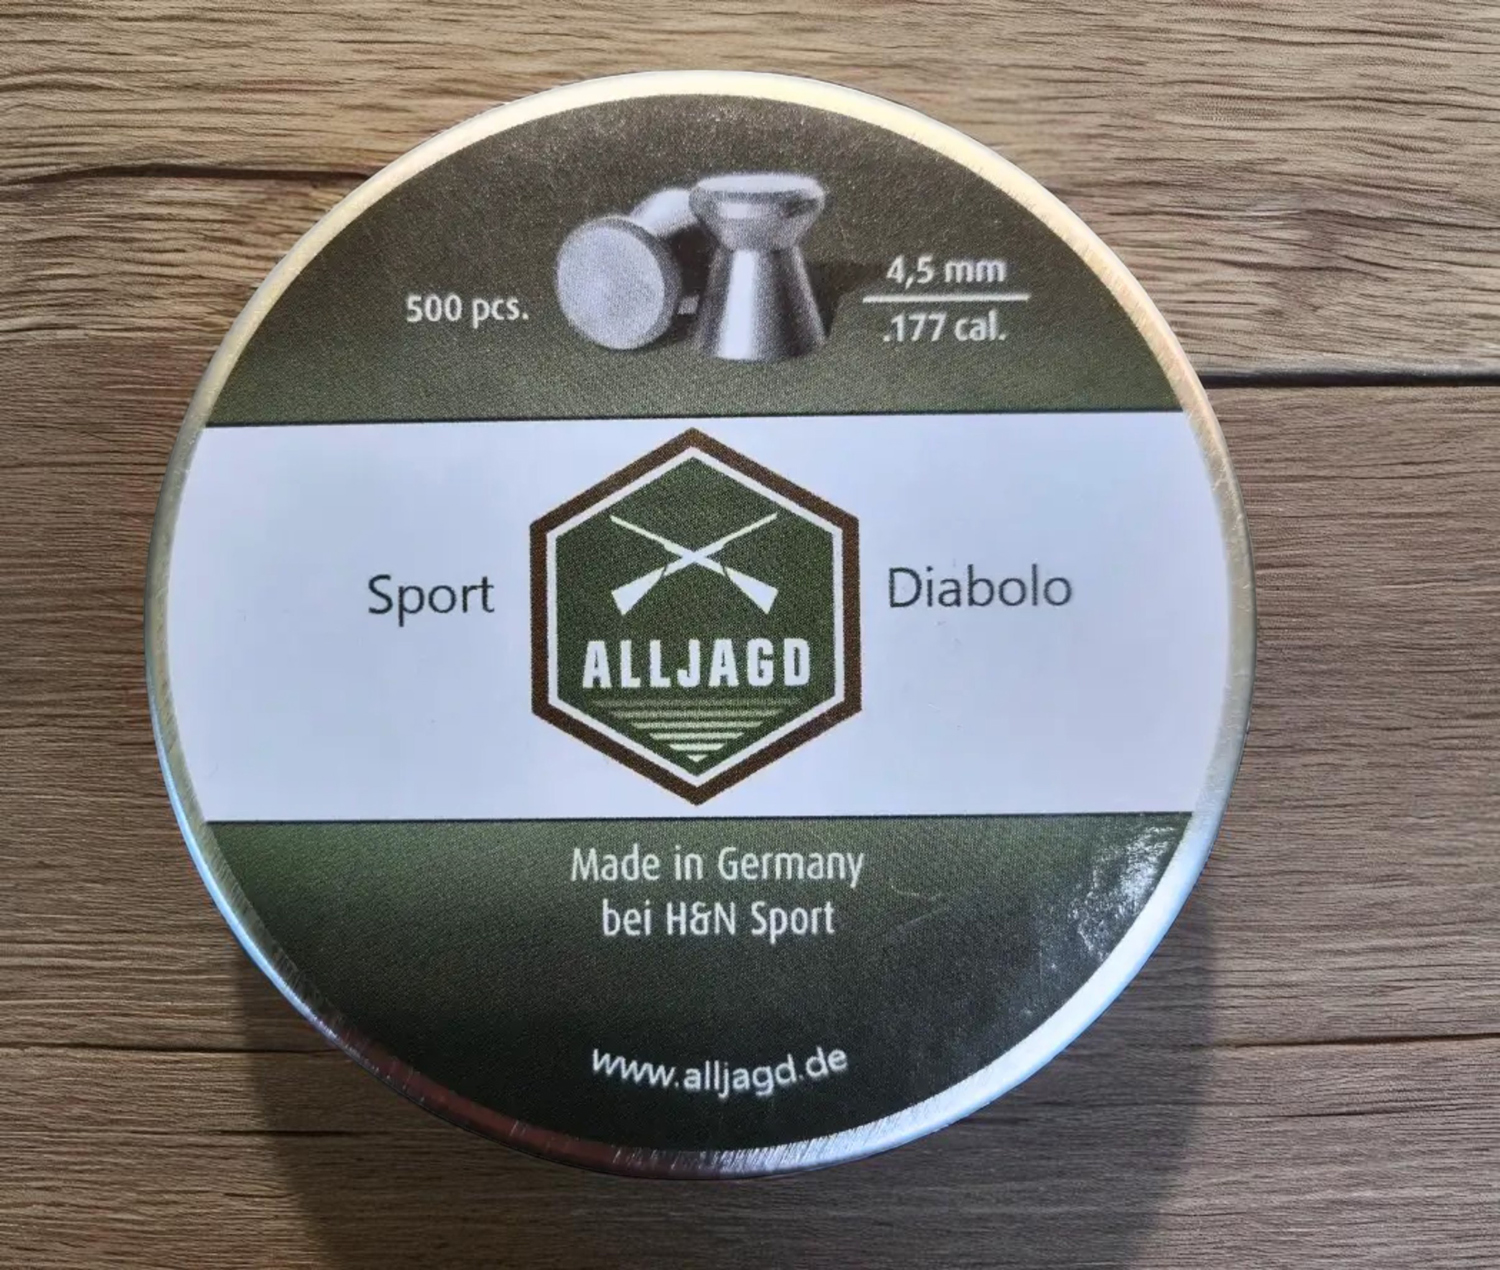 500 pcs.
4,5 mm
.177 cal.
Sport
ALLJAGD
Diabolo
Made in Germany
bei H&N Sport
www.alljagd.de